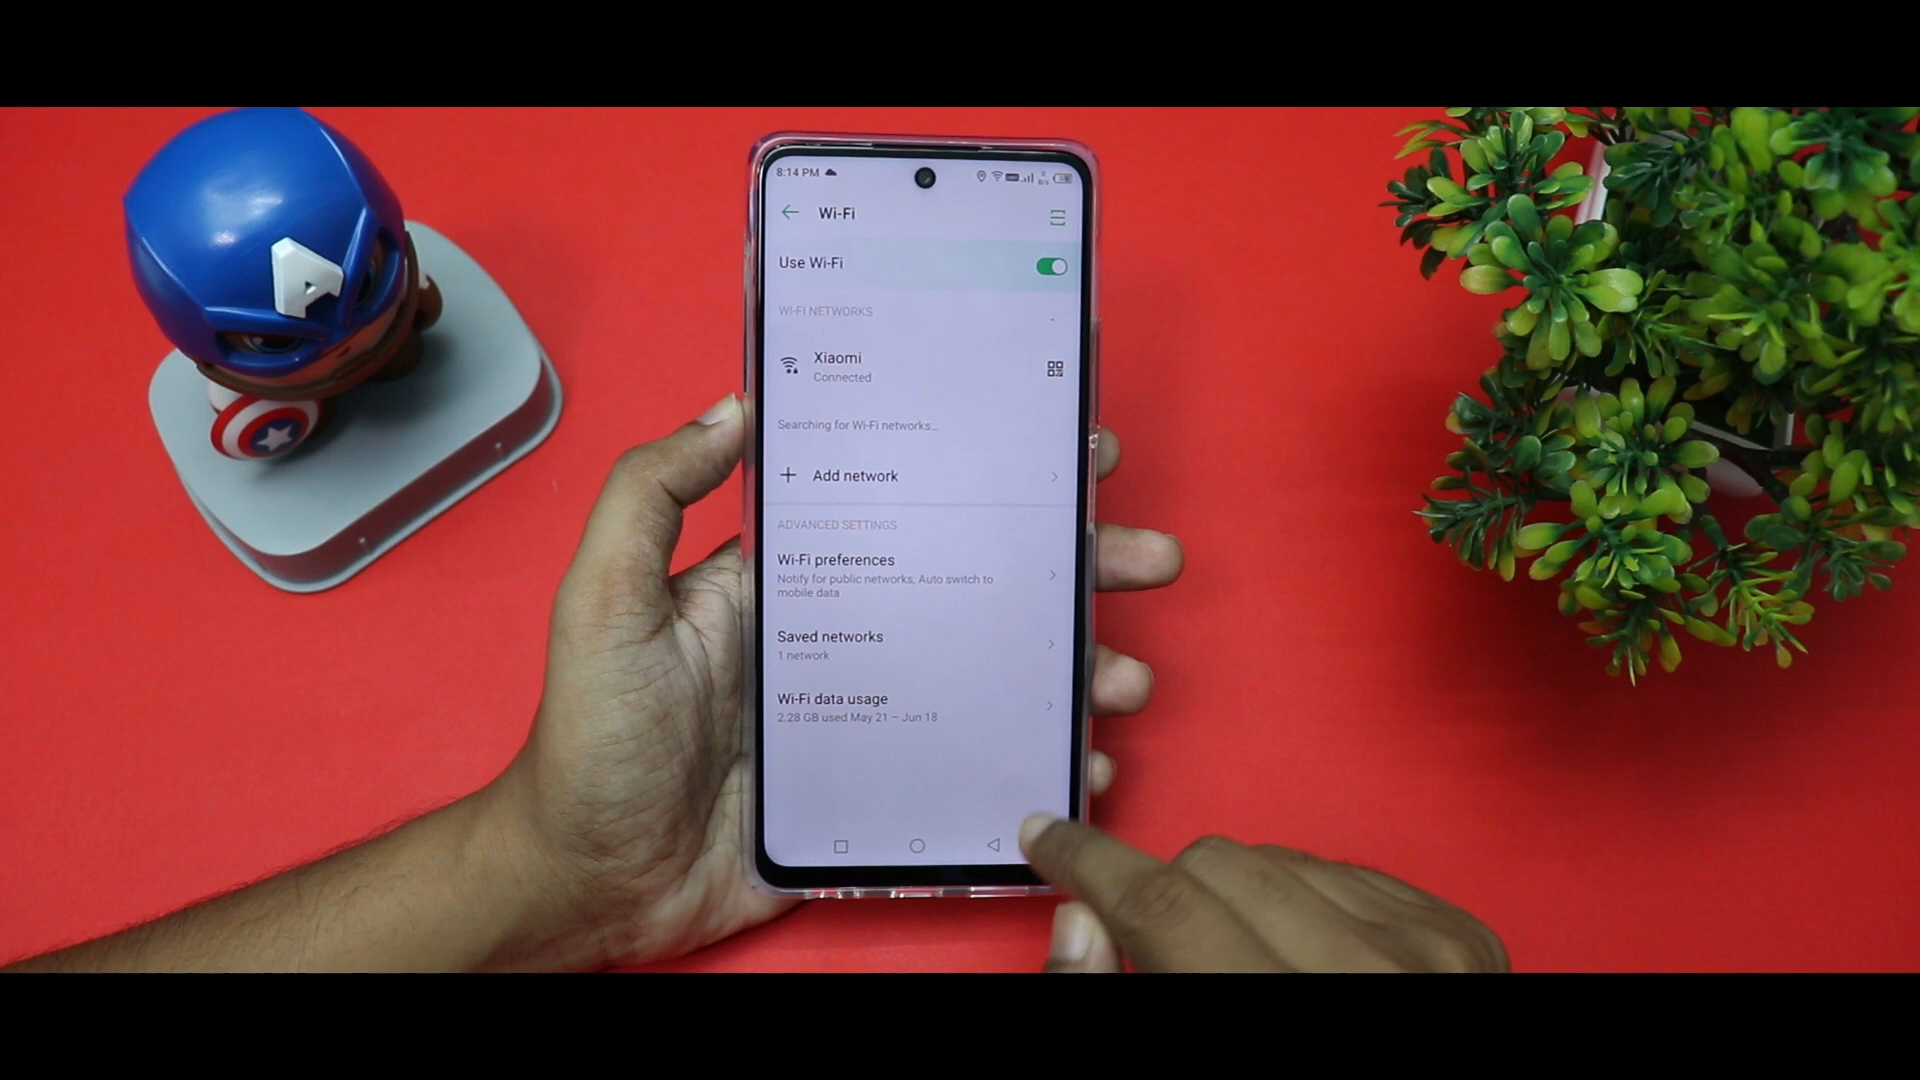 8:14 PM
Wi-Fi
Use Wi-Fi
WI-FI NETWORKS
Xiaomi
Connected
Searching for Wi-Fi networks...
Add network
ADVANCED SETTINGS
Wi-Fi preferences
Notify for public networks, Auto switch to
mobile data
Saved networks
1 network
Wi-Fi data usage
2.28 GB used May 21 – Jun 18
A